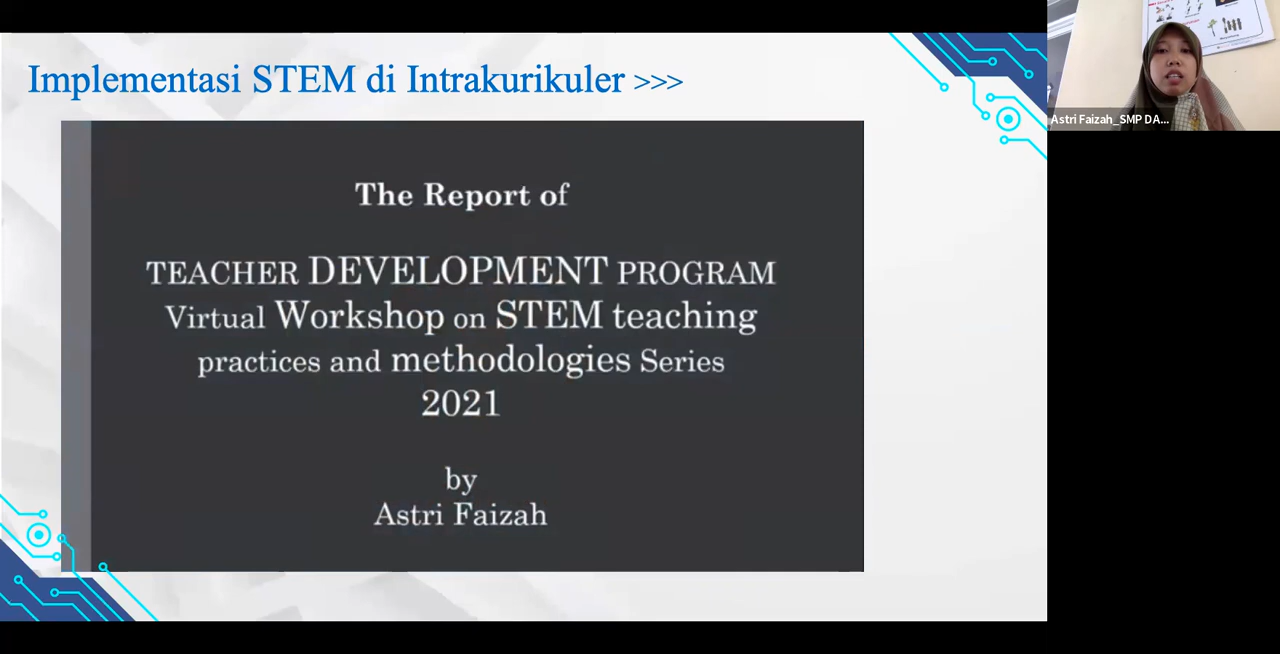 Implementasi STEM di Intrakurikuler >>>
The Report of
TEACHER DEVELOPMENT PROGRAM
Virtual Workshop on STEM teaching
practices and methodologies Series
2021
by
Astri Faizah
Astri Faizah_SMP DA...